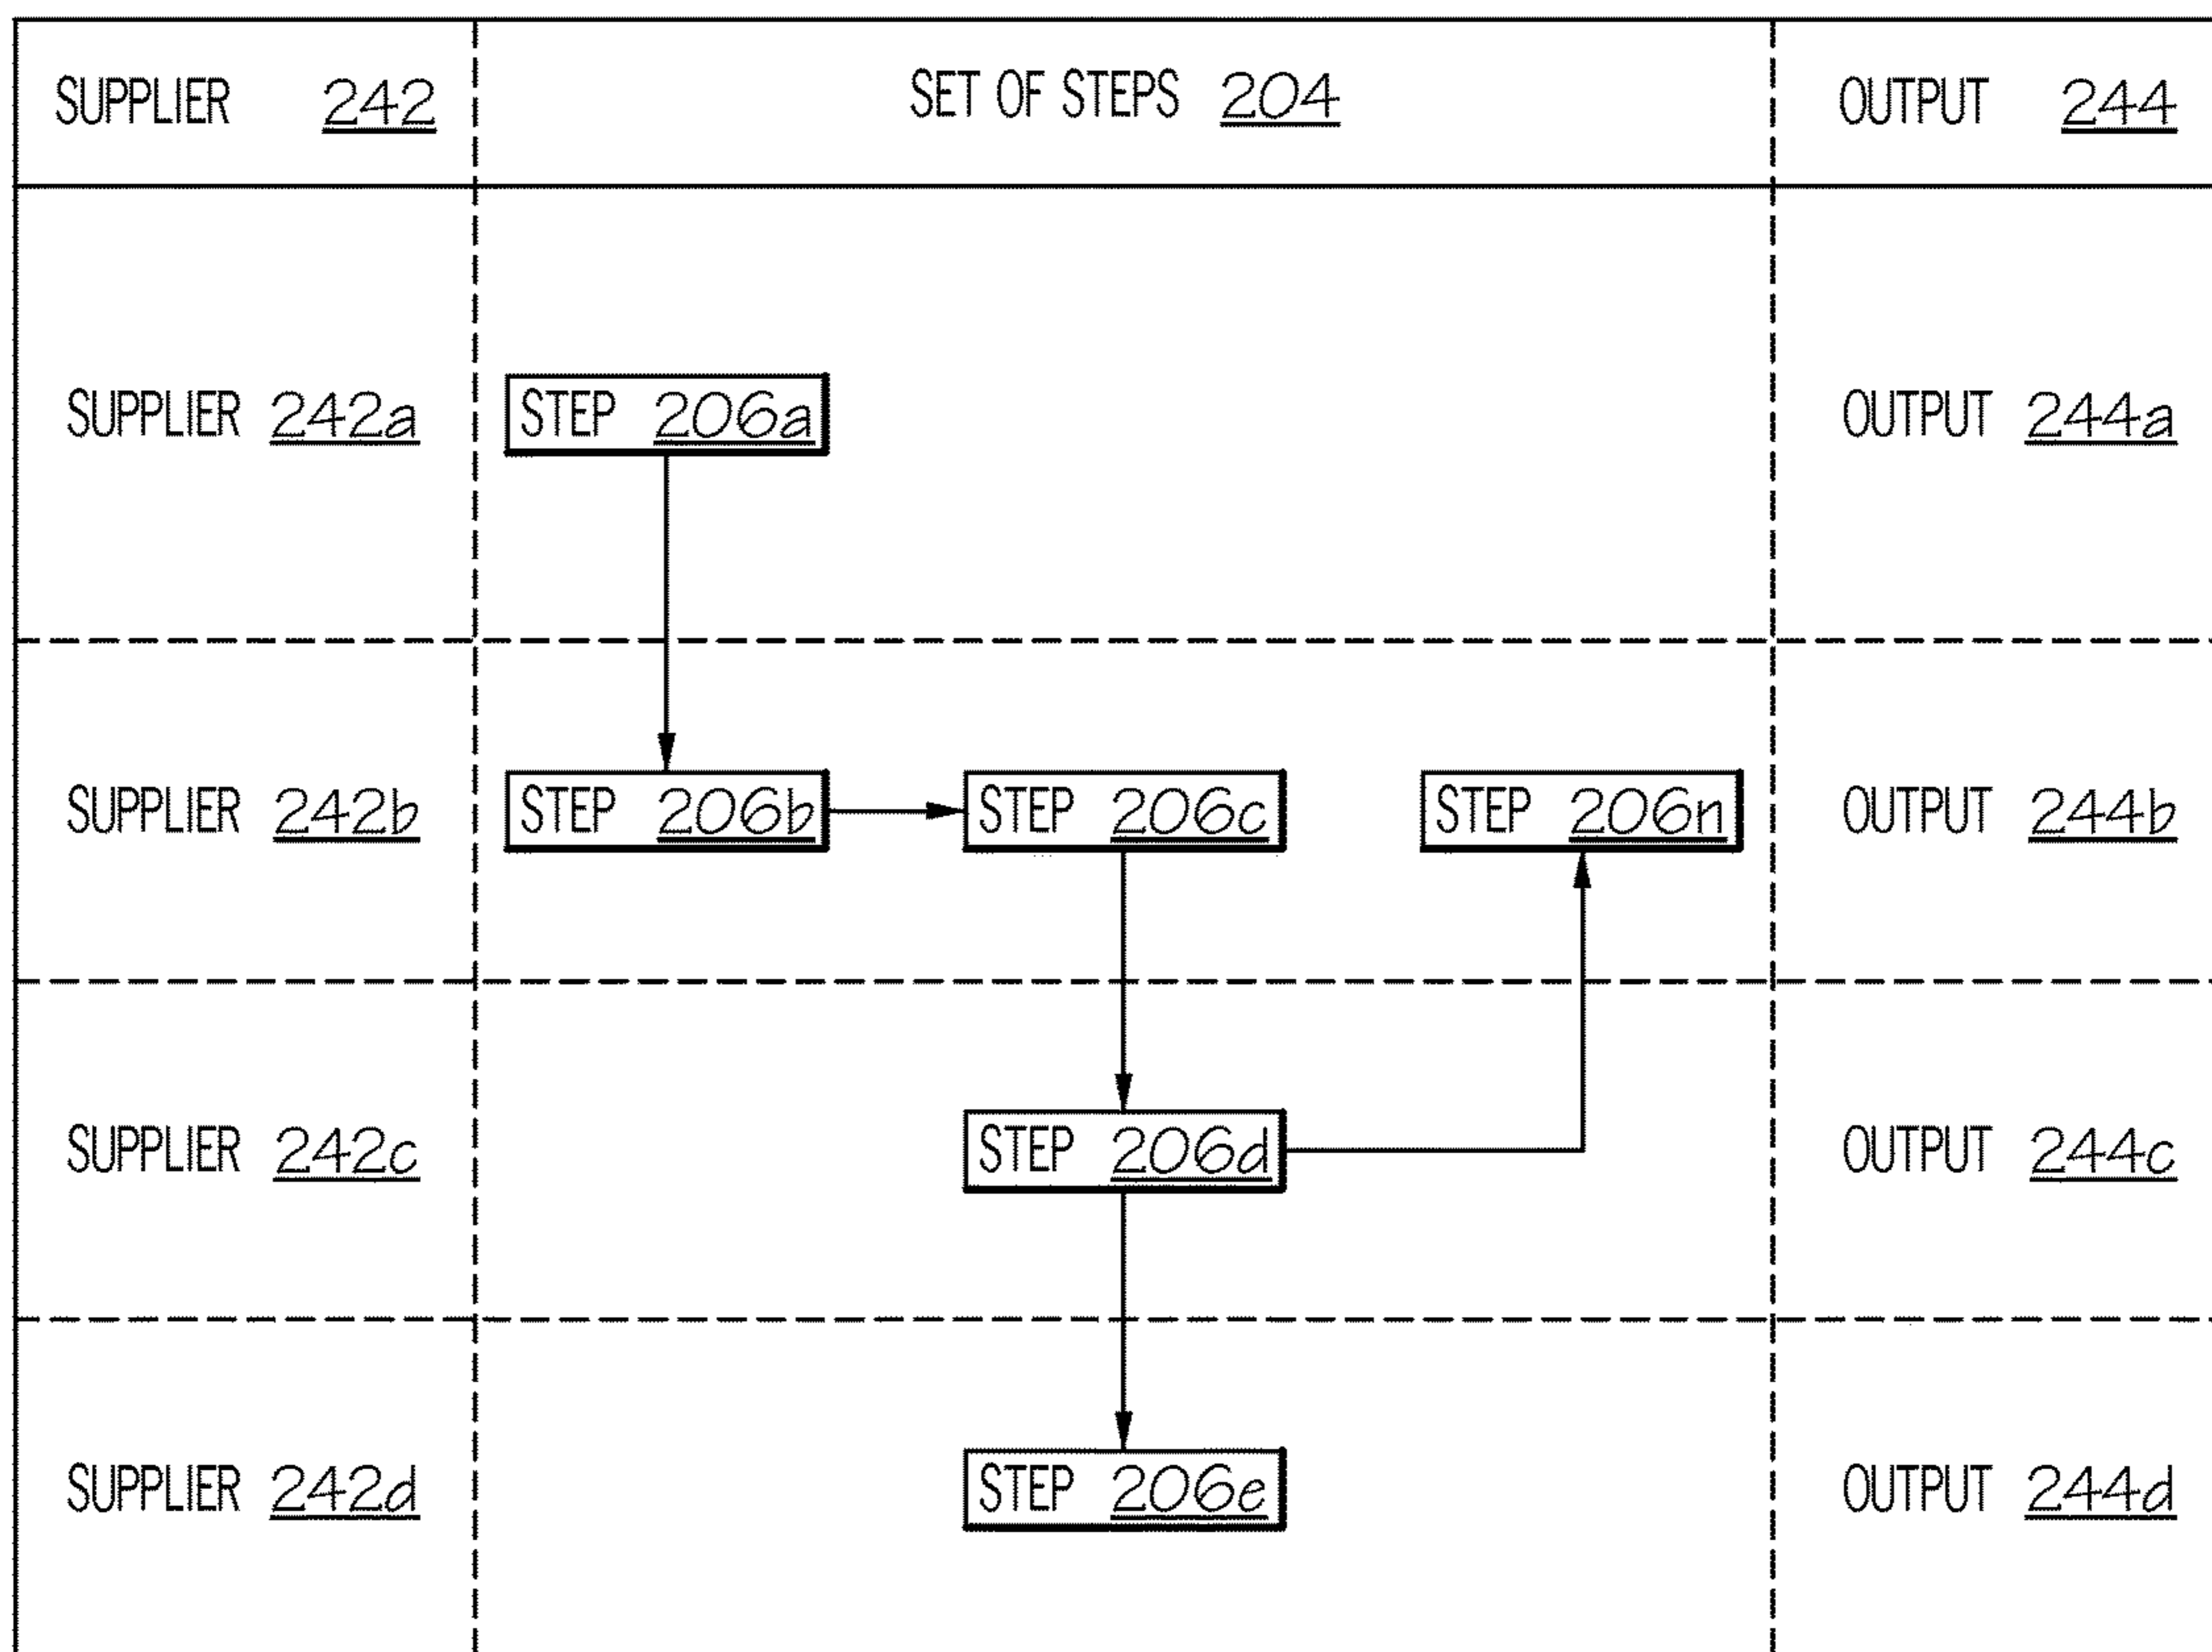 SUPPLIER 242 SET OF STEPS 204 OUTPUT 244
SUPPLIER 242a STEP 206a OUTPUT 244a
SUPPLIER 242b STEP 206b STEP 206c STEP 206n OUTPUT 244b
SUPPLIER 242c STEP 206d OUTPUT 244c
SUPPLIER 242d STEP 206e OUTPUT 244d